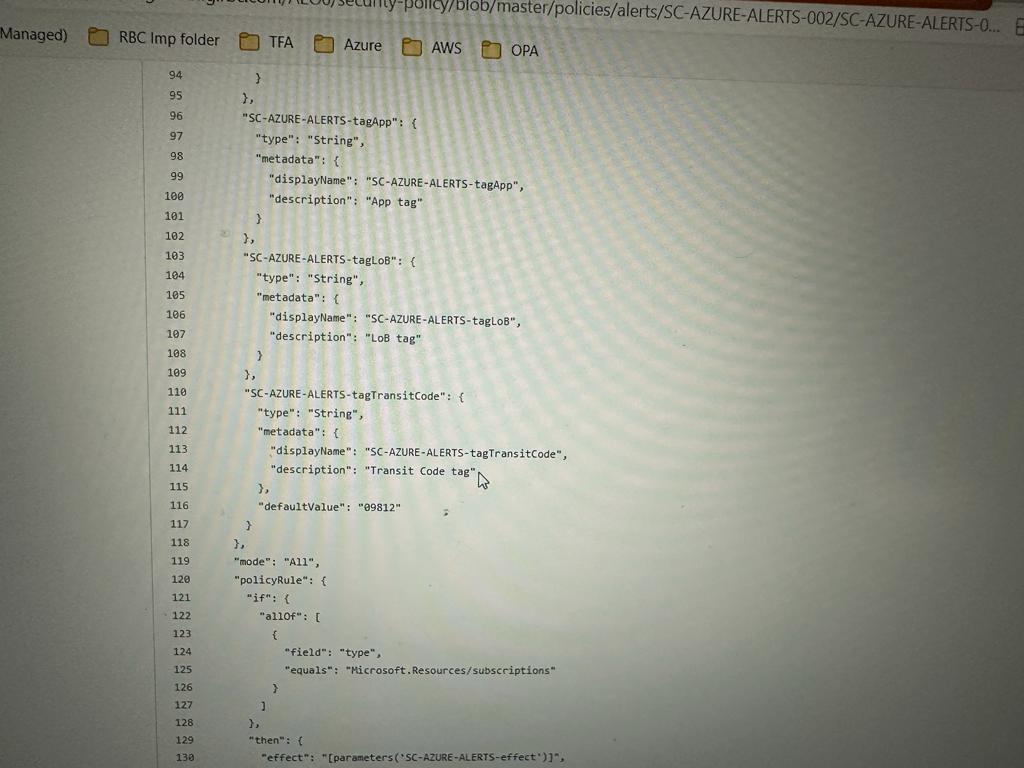 security-policy/blob/master/policies/alerts/SC-AZURE-ALERTS-002/SC-AZURE-ALERTS-0...
Managed) RBC Imp folder TFA Azure AWS OPA
94 }
95 },
96 "SC-AZURE-ALERTS-tagApp": {
97 "type": "String",
98 "metadata": {
99 "displayName": "SC-AZURE-ALERTS-tagApp",
100 "description": "App tag"
101 }
102 },
103 "SC-AZURE-ALERTS-tagLoB": {
104 "type": "String",
105 "metadata": {
106 "displayName": "SC-AZURE-ALERTS-tagLoB",
107 "description": "LoB tag"
108 }
109 },
110 "SC-AZURE-ALERTS-tagTransitCode": {
111 "type": "String",
112 "metadata": {
113 "displayName": "SC-AZURE-ALERTS-tagTransitCode",
114 "description": "Transit Code tag"
115 },
116 "defaultValue": "09812"
117 }
118 },
119 "mode": "All",
120 "policyRule": {
121 "if": {
122 "allOf": [
123 {
124 "field": "type",
125 "equals": "Microsoft.Resources/subscriptions"
126 }
127 ]
128 },
129 "then": {
130 "effect": "[parameters('SC-AZURE-ALERTS-effect')]",